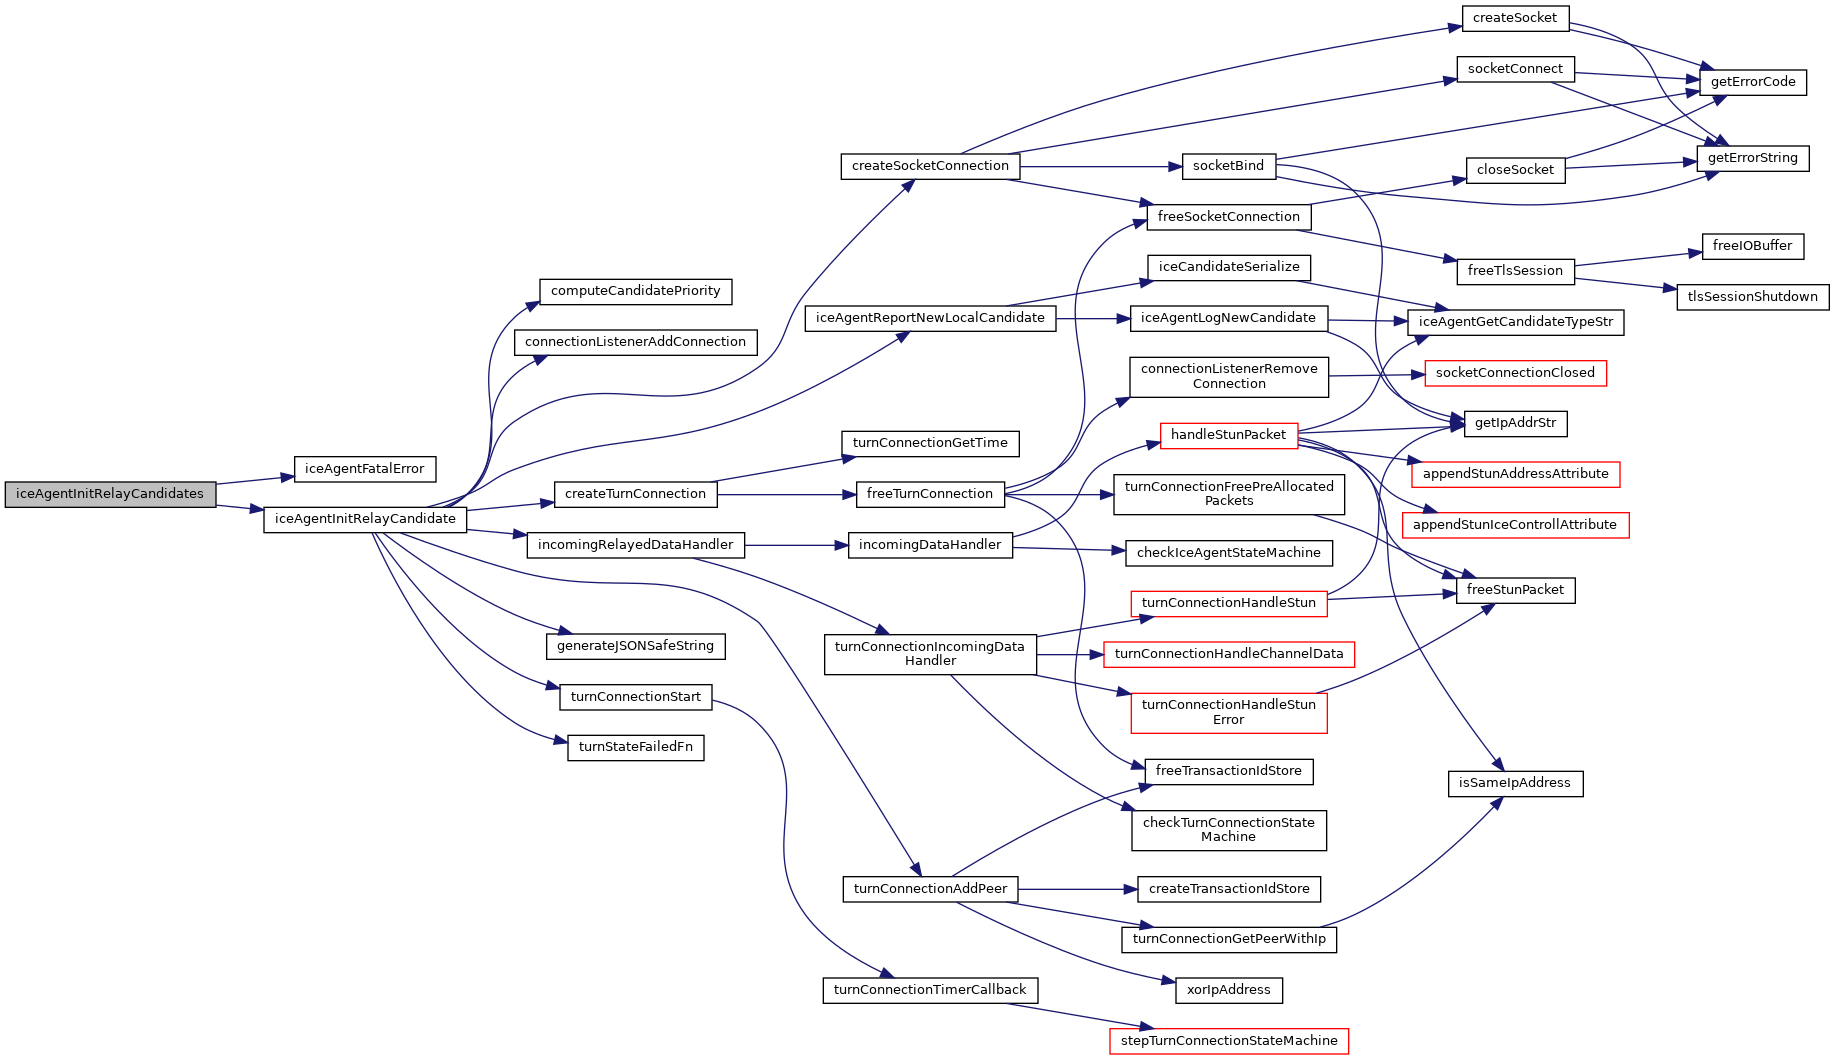 iceAgentInitRelayCandidates
iceAgentFatalError
iceAgentInitRelayCandidate
computeCandidatePriority
connectionListenerAddConnection
createTurnConnection
incomingRelayedDataHandler
generateJSONSafeString
turnConnectionStart
turnStateFailedFn
createSocketConnection
iceAgentReportNewLocalCandidate
turnConnectionGetTime
freeTurnConnection
incomingDataHandler
turnConnectionIncomingData
Handler
turnConnectionAddPeer
turnConnectionTimerCallback
socketBind
freeSocketConnection
iceCandidateSerialize
iceAgentLogNewCandidate
connectionListenerRemove
Connection
handleStunPacket
turnConnectionFreePreAllocated
Packets
checkIceAgentStateMachine
turnConnectionHandleStun
turnConnectionHandleChannelData
turnConnectionHandleStun
Error
freeTransactionIdStore
checkTurnConnectionState
Machine
createTransactionIdStore
turnConnectionGetPeerWithIp
xorIpAddress
stepTurnConnectionStateMachine
createSocket
socketConnect
closeSocket
freeTlsSession
iceAgentGetCandidateTypeStr
socketConnectionClosed
getIpAddrStr
appendStunAddressAttribute
appendStunIceControllAttribute
freeStunPacket
isSameIpAddress
getErrorCode
getErrorString
freeIOBuffer
tlsSessionShutdown